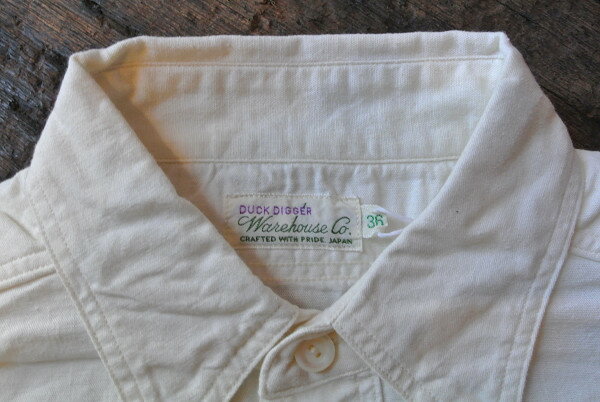 DUCK DIGGER
Warehouse Co. 36
CRAFTED WITH PRIDE. JAPAN